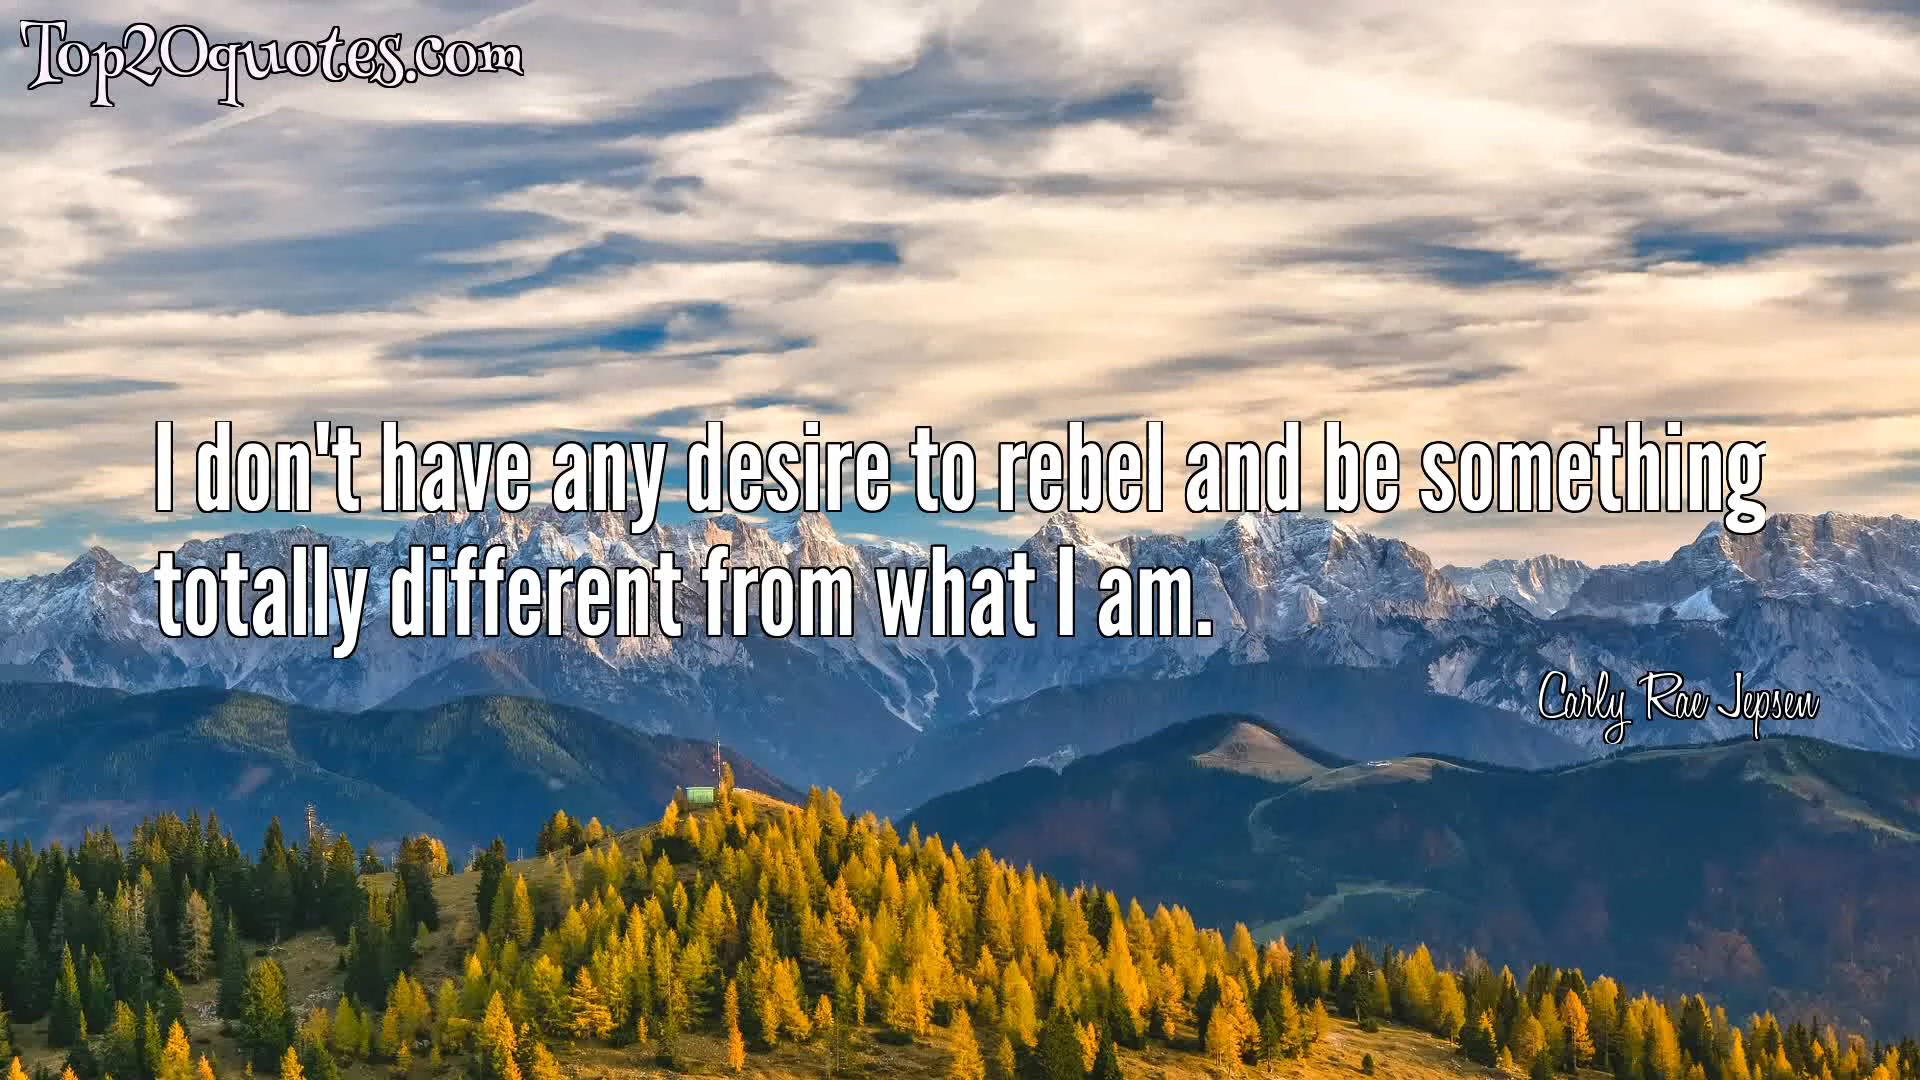 Top20quotes.com
I don't have any desire to rebel and be something
totally different from what I am.
Carly Rae Jepsen